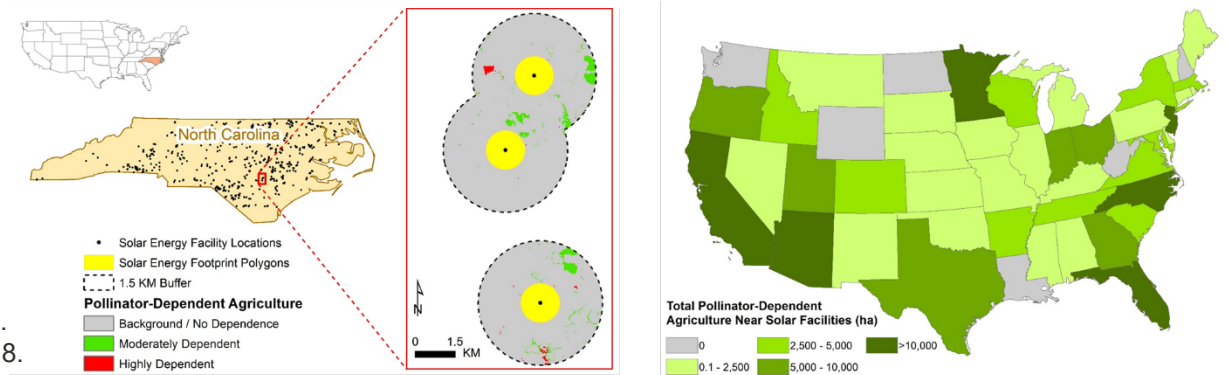 North Carolina
Solar Energy Facility Locations
Solar Energy Footprint Polygons
1.5 KM Buffer
Pollinator-Dependent Agriculture
Background / No Dependence
Moderately Dependent
Highly Dependent
.
8.
N
0 1.5
KM
Total Pollinator-Dependent
Agriculture Near Solar Facilities (ha)
0
2,500 - 5,000
>10,000
0.1 - 2,500
5,000 - 10,000